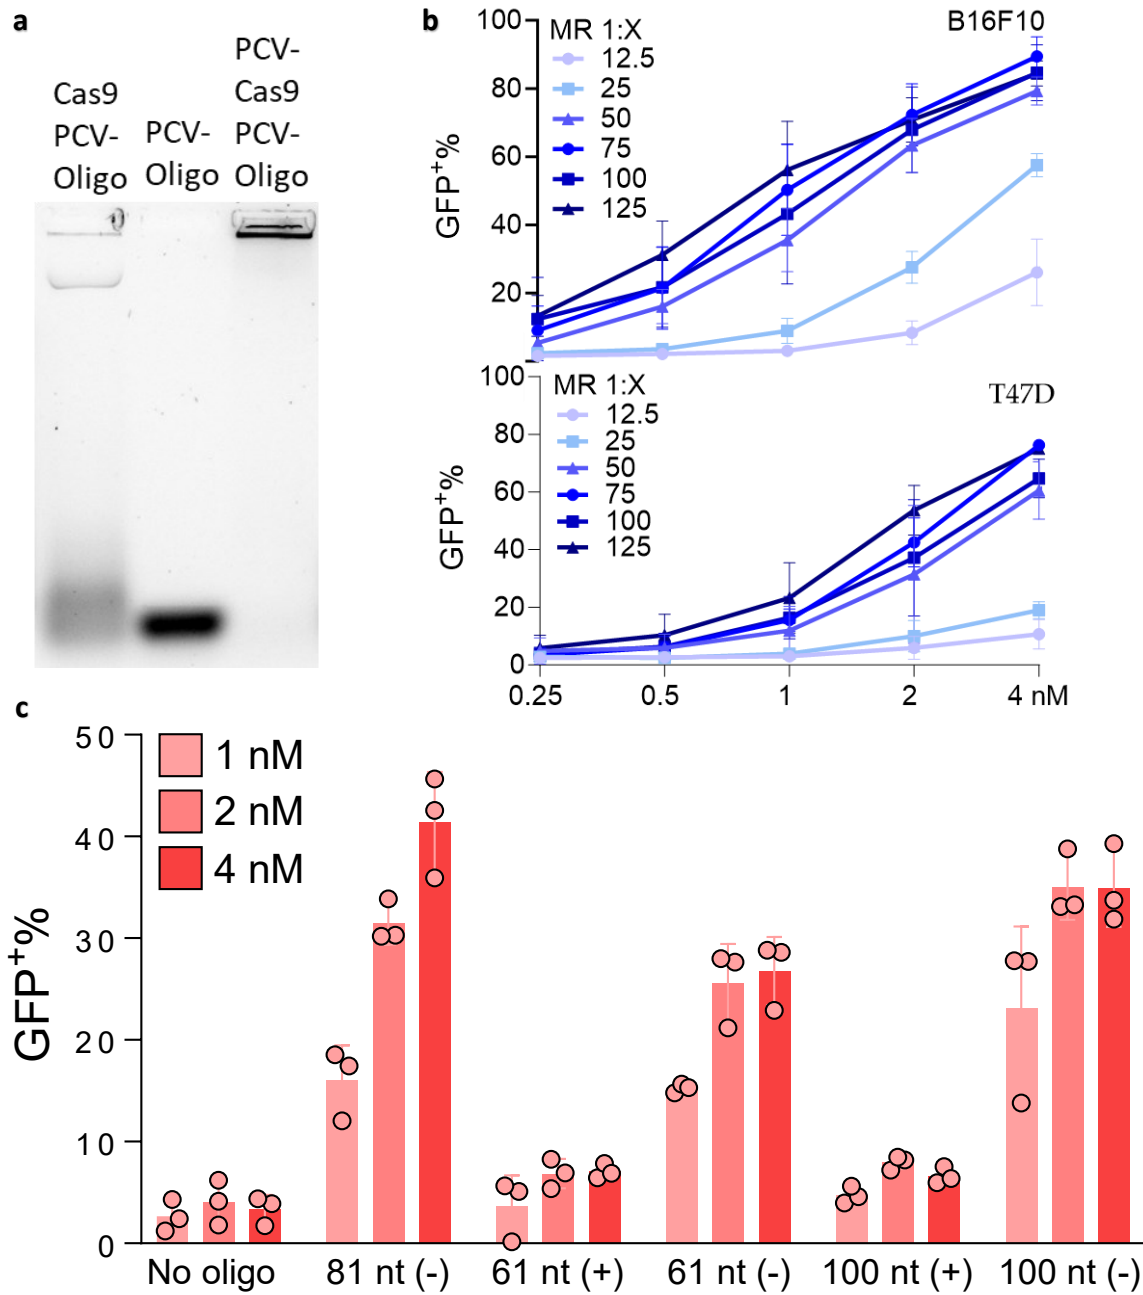 a
Cas9
PCV-
Oligo
PCV-
Oligo
PCV-
Cas9
PCV-
Oligo
b
B16F10
MR 1:X
12.5
25
50
75
100
125
GFP+%
100
80
60
40
20
T47D
MR 1:X
12.5
25
50
75
100
125
GFP+%
100
80
60
40
20
0
0.25 0.5 1 2 4 nM
c
1 nM
2 nM
4 nM
GFP+%
50
40
30
20
10
0
No oligo 81 nt (-) 61 nt (+) 61 nt (-) 100 nt (+) 100 nt (-)